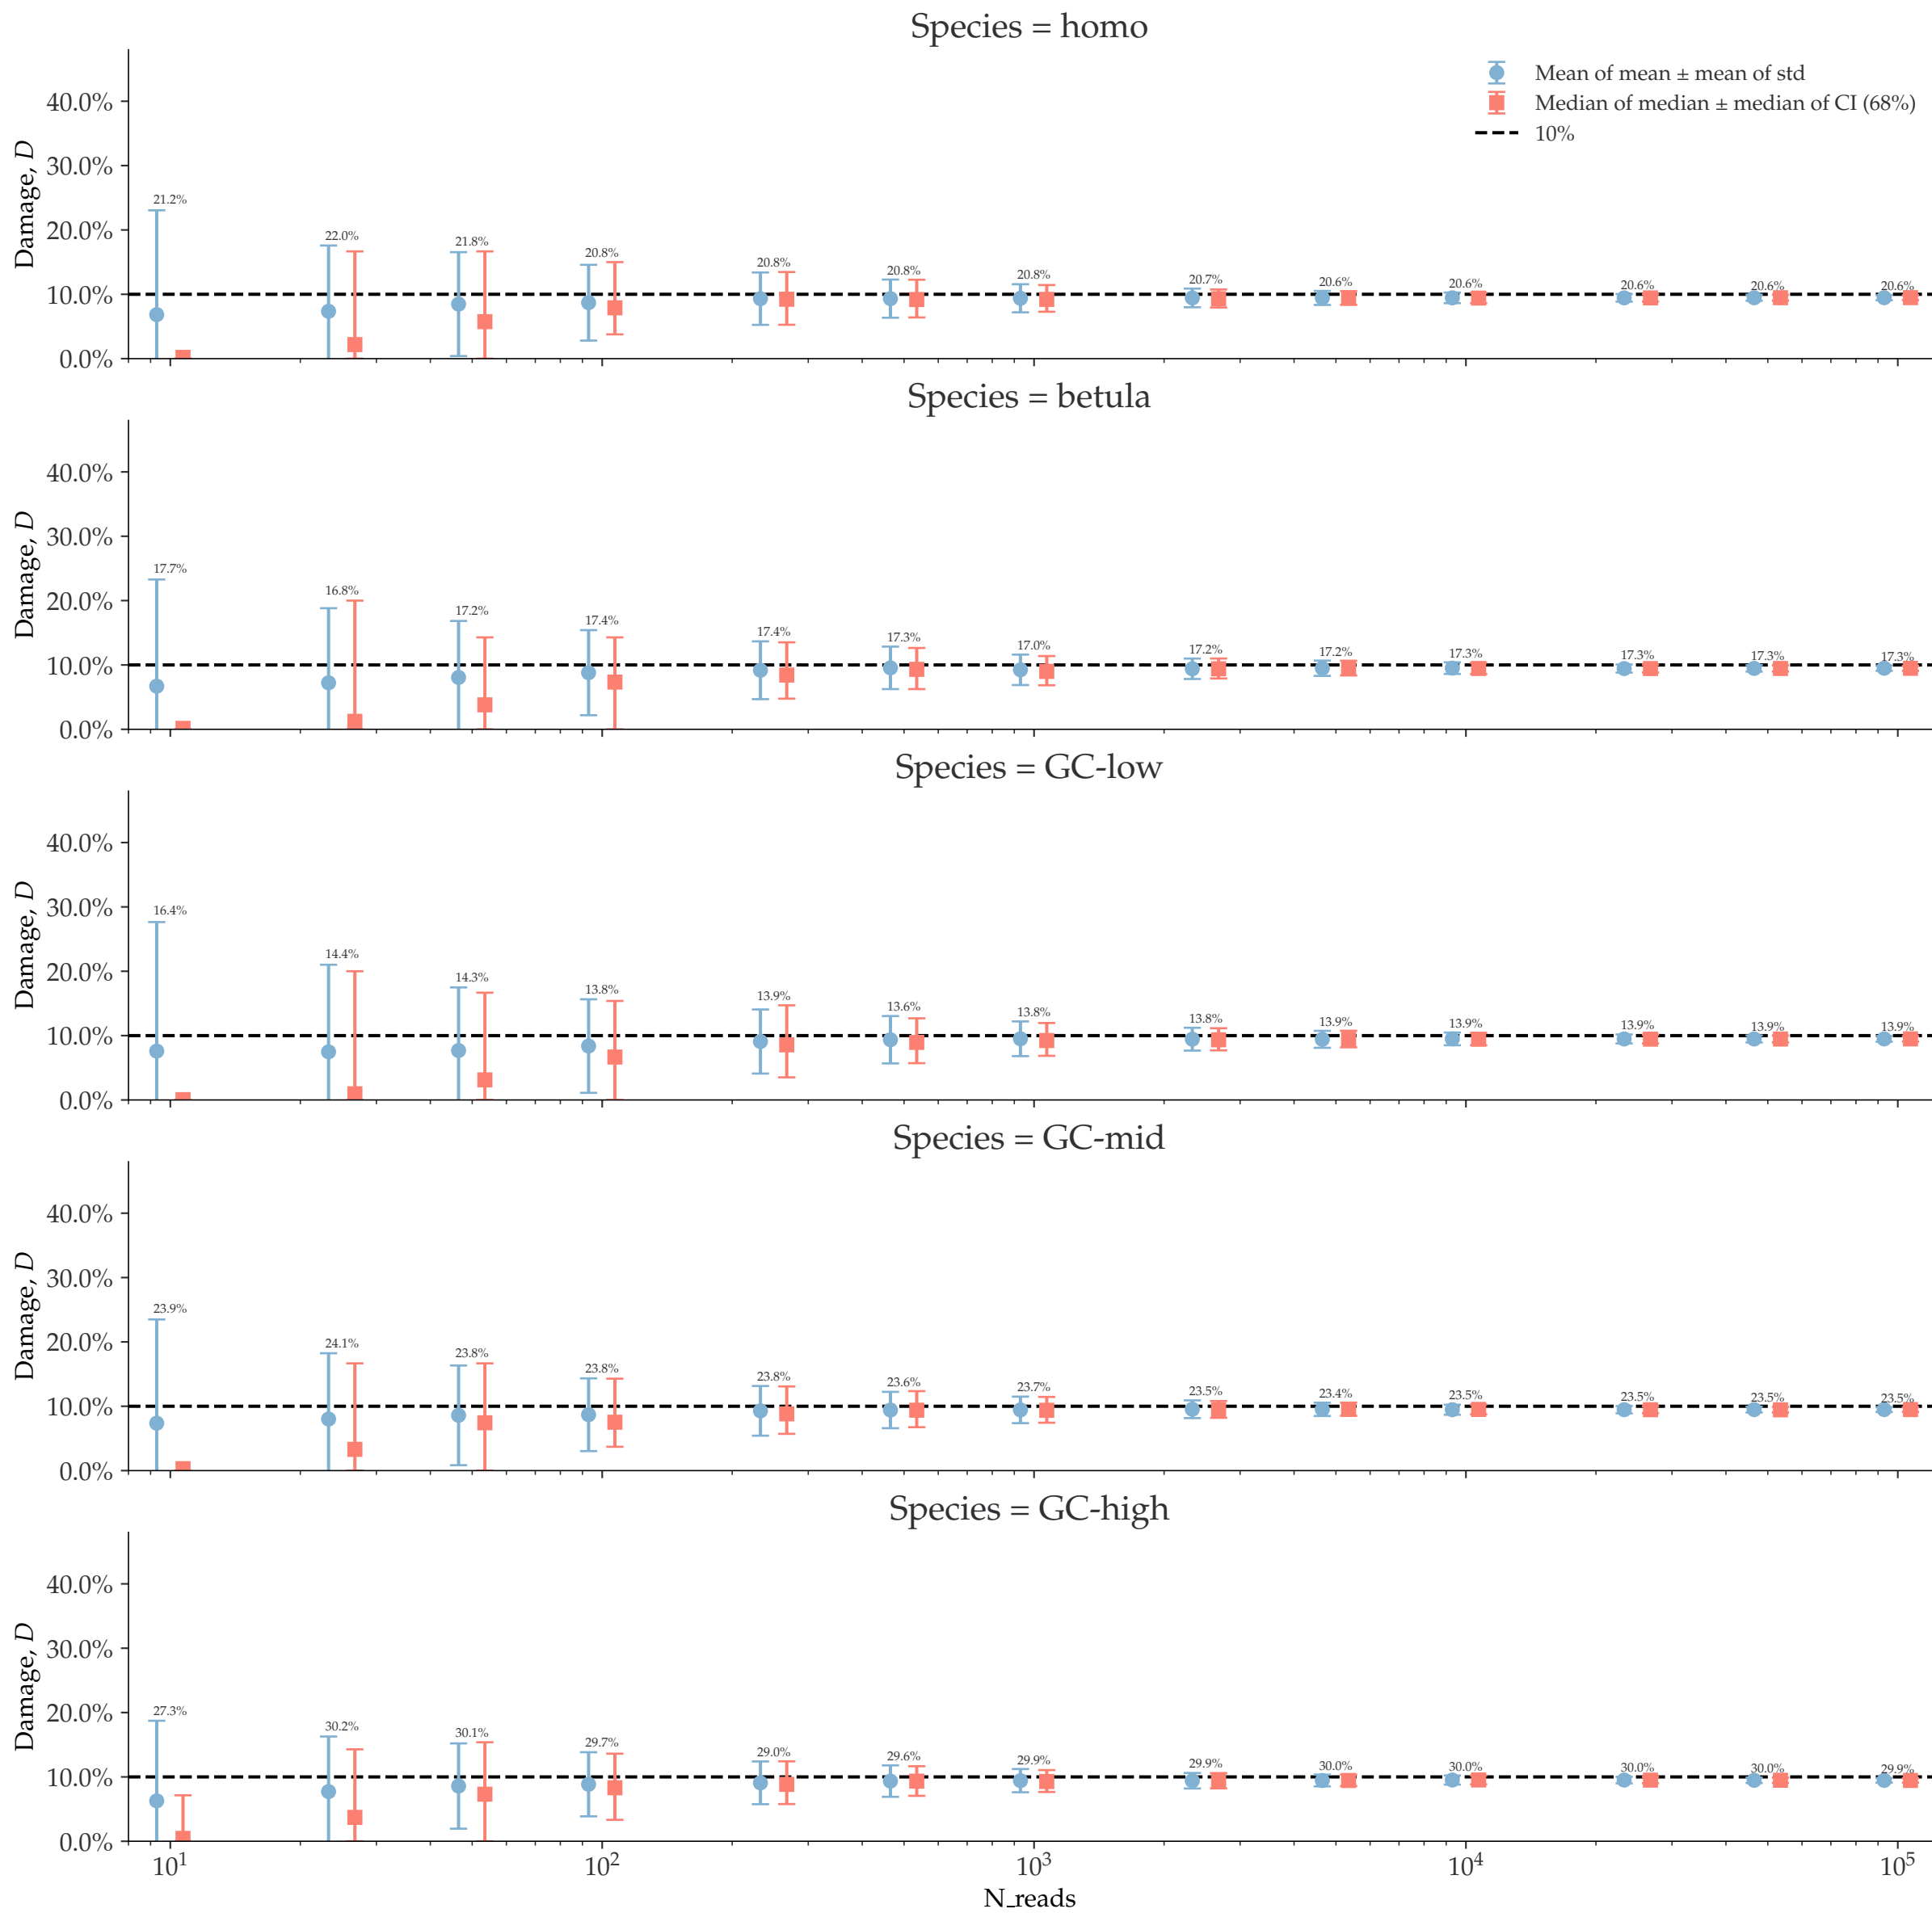 Species = homo
Mean of mean ± mean of std
Median of median ± median of CI (68%)
10%
Damage, D
40.0%
30.0%
20.0%
10.0%
0.0%
21.2% 22.0% 21.8% 20.8% 20.8% 20.8% 20.8% 20.7% 20.6% 20.6% 20.6% 20.6% 20.6%
Species = betula
Damage, D
40.0%
30.0%
20.0%
10.0%
0.0%
17.7% 16.8% 17.2% 17.4% 17.4% 17.3% 17.0% 17.2% 17.2% 17.3% 17.3% 17.3% 17.3%
Species = GC-low
Damage, D
40.0%
30.0%
20.0%
10.0%
0.0%
16.4% 14.4% 14.3% 13.8% 13.9% 13.6% 13.8% 13.8% 13.9% 13.9% 13.9% 13.9% 13.9%
Species = GC-mid
Damage, D
40.0%
30.0%
20.0%
10.0%
0.0%
23.9% 24.1% 23.8% 23.8% 23.8% 23.6% 23.7% 23.5% 23.4% 23.5% 23.5% 23.5% 23.5%
Species = GC-high
Damage, D
40.0%
30.0%
20.0%
10.0%
0.0%
27.3% 30.2% 30.1% 29.7% 29.0% 29.6% 29.9% 29.9% 30.0% 30.0% 30.0% 30.0% 29.9%
10¹ 10² 10³ 10⁴ 10⁵
N_reads